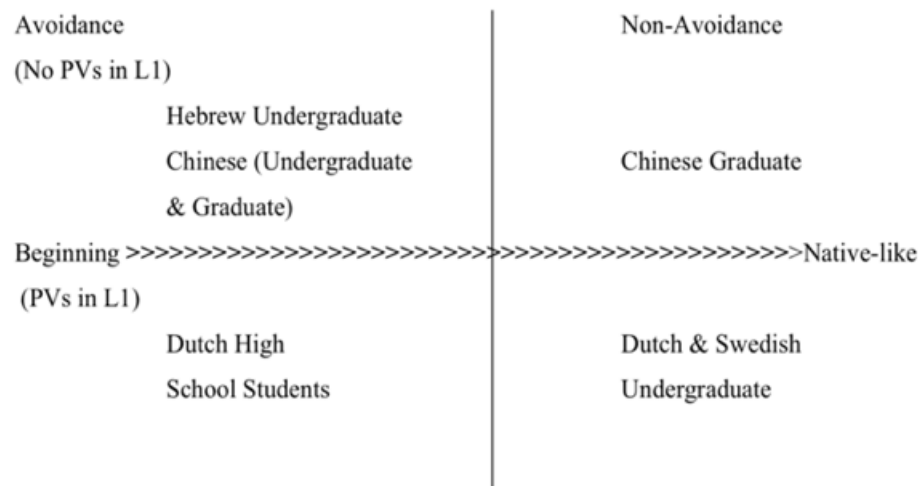 Avoidance Non-Avoidance
(No PVs in L1)
Hebrew Undergraduate
Chinese (Undergraduate Chinese Graduate
& Graduate)
Beginning >>>>>>>>>>>>>>>>>>>>>>>>>>>>>>>>>>>>>>>>>>>>>>>>>Native-like
(PVs in L1)
Dutch High Dutch & Swedish
School Students Undergraduate